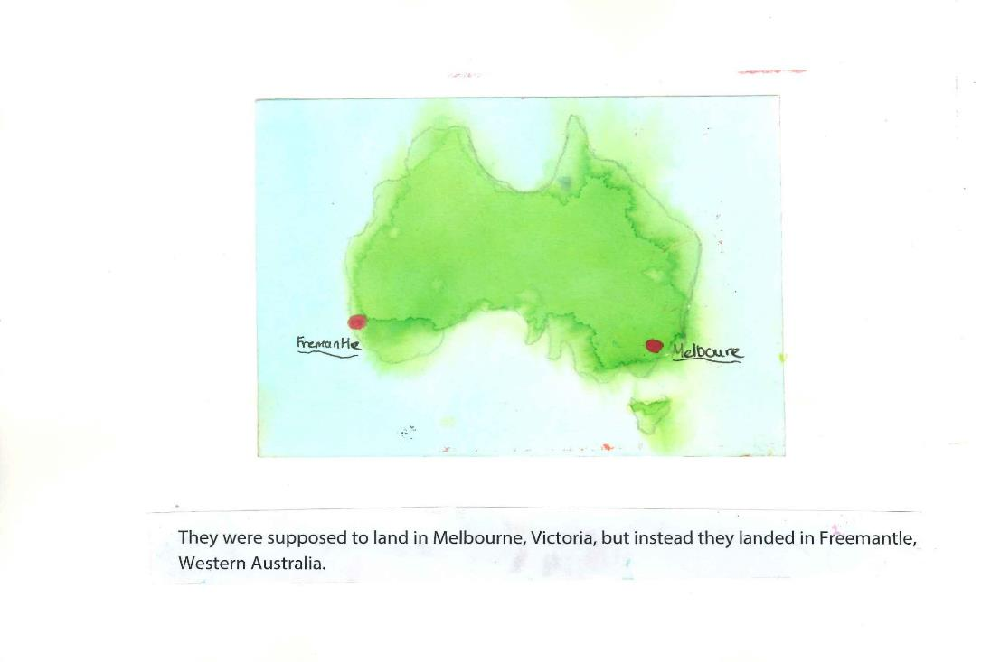 Fremantle
Melboure
They were supposed to land in Melbourne, Victoria, but instead they landed in Freemantle,
Western Australia.